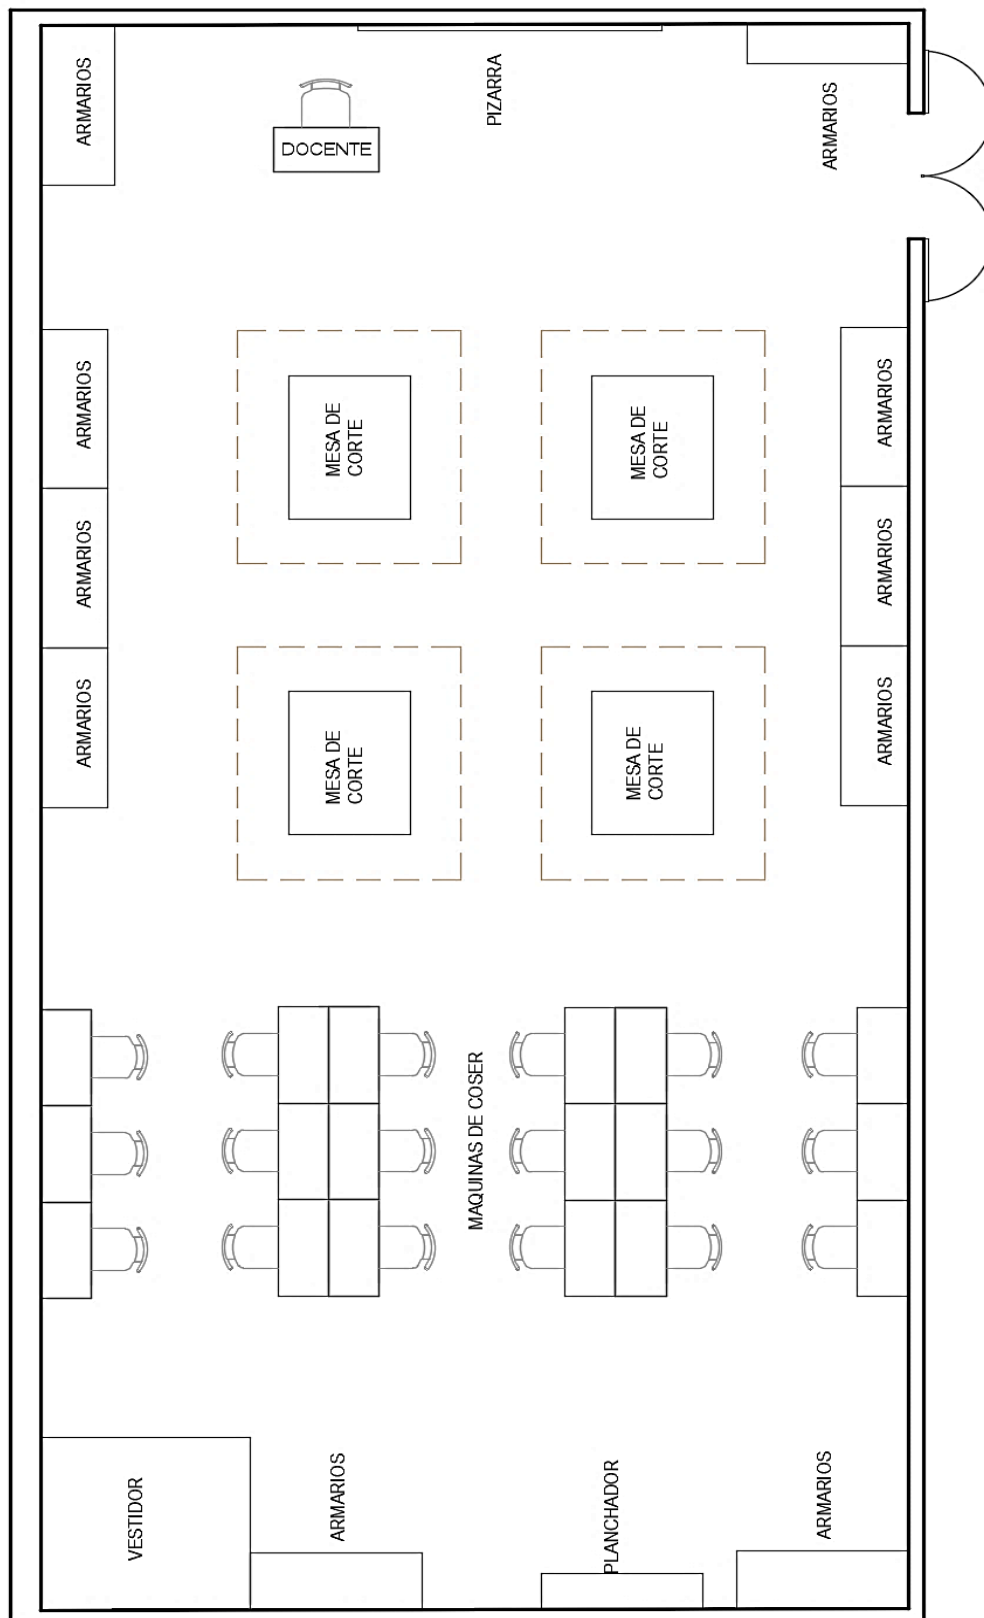 ARMARIOS
PIZARRA
ARMARIOS
DOCENTE
ARMARIOS
MESA DE
CORTE
MESA DE
CORTE
ARMARIOS
ARMARIOS
ARMARIOS
ARMARIOS
MESA DE
CORTE
MESA DE
CORTE
ARMARIOS
MAQUINAS DE COSER
VESTIDOR
ARMARIOS
PLANCHADOR
ARMARIOS